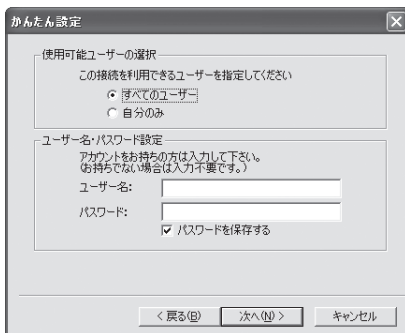 かんたん設定
使用可能ユーザーの選択
この接続を利用できるユーザーを指定してください
すべてのユーザー
自分のみ
ユーザー名・パスワード設定
アカウントをお持ちの方は入力して下さい。
(お持ちでない場合は入力不要です。)
ユーザー名:
パスワード:
パスワードを保存する
< 戻る(B)
次へ(N) >
キャンセル